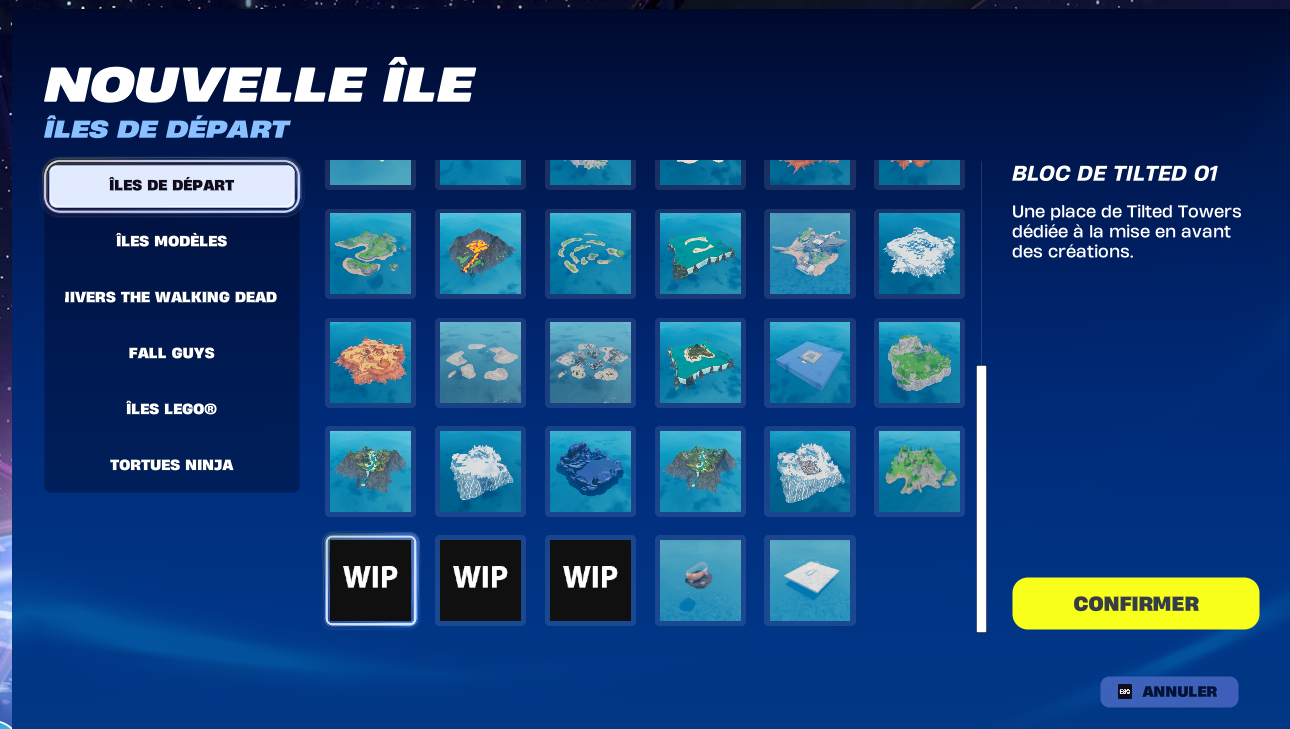 NOUVELLE ÎLE
ÎLES DE DÉPART
ÎLES DE DÉPART
ÎLES MODÈLES
IIVERS THE WALKING DEAD
FALL GUYS
ÎLES LEGO®
TORTUES NINJA
WIP
WIP
WIP
BLOC DE TILTED 01
Une place de Tilted Towers
dédiée à la mise en avant
des créations.
CONFIRMER
ANNULER